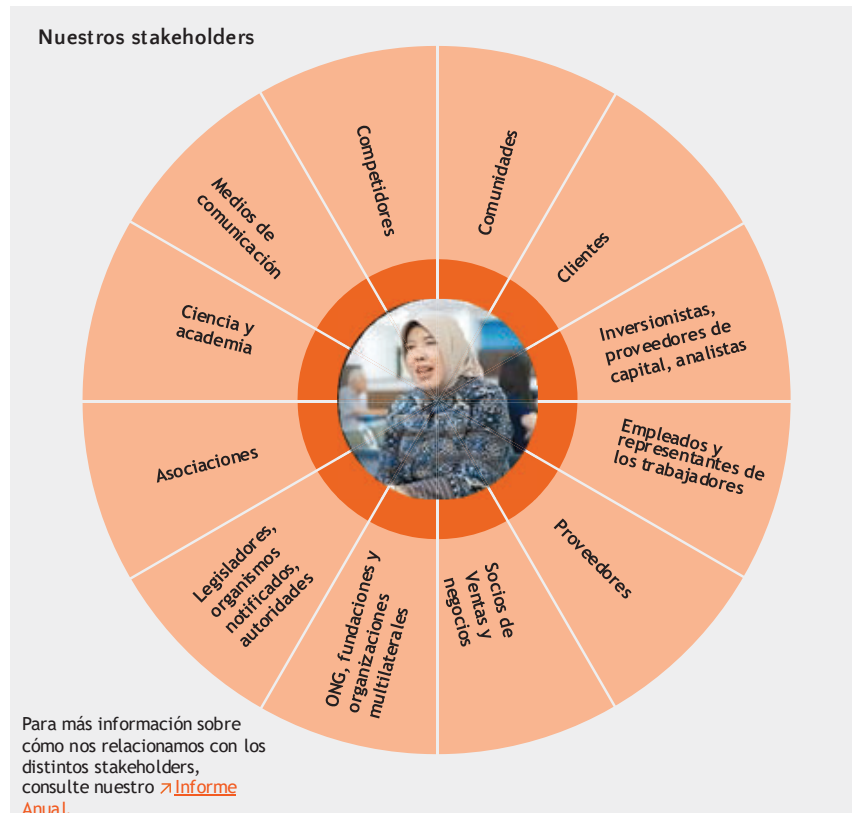 Nuestros stakeholders
Competidores
Comunidades
Medios de
comunicación
Clientes
Ciencia y
academia
Inversionistas,
proveedores de
capital, analistas
Asociaciones
Empleados y
representantes de
los trabajadores
Legisladores,
organismos
notificados,
autoridades
Proveedores
ONG, fundaciones y
organizaciones
multilaterales
Socios de
Ventas y
negocios
Para más información sobre
cómo nos relacionamos con los
distintos stakeholders,
consulte nuestro ↗ Informe
Anual.